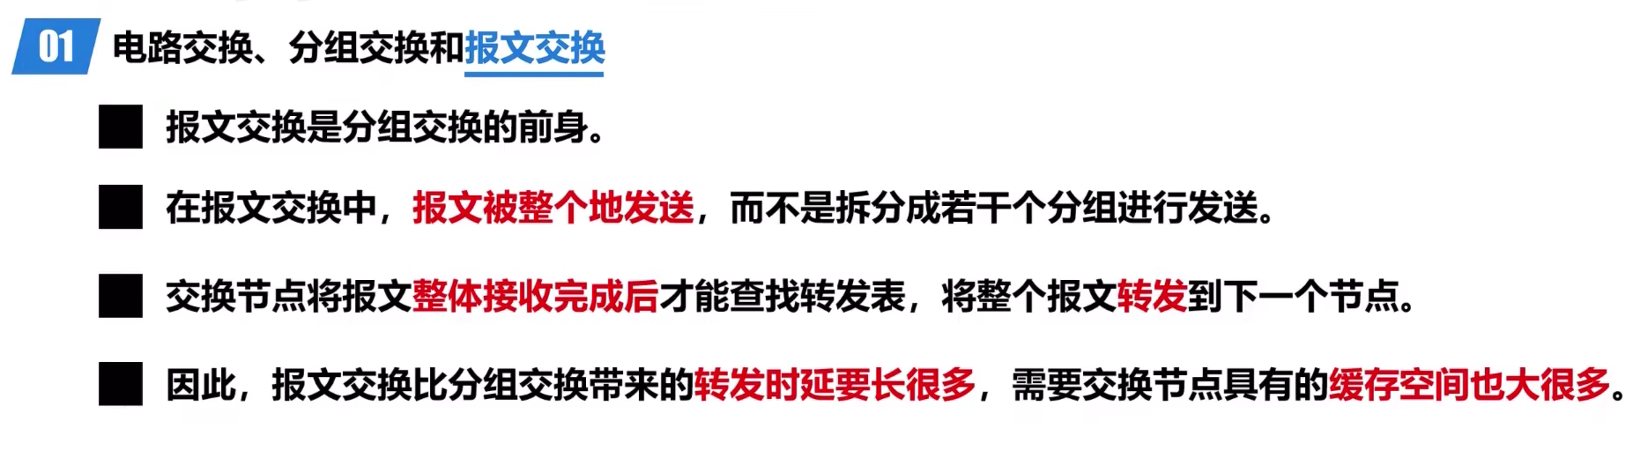 01 电路交换、分组交换和报文交换
报文交换是分组交换的前身。
在报文交换中，报文被整个地发送，而不是拆分成若干个分组进行发送。
交换节点将报文整体接收完成后才能查找转发表，将整个报文转发到下一个节点。
因此，报文交换比分组交换带来的转发时延要长很多，需要交换节点具有的缓存空间也大很多。